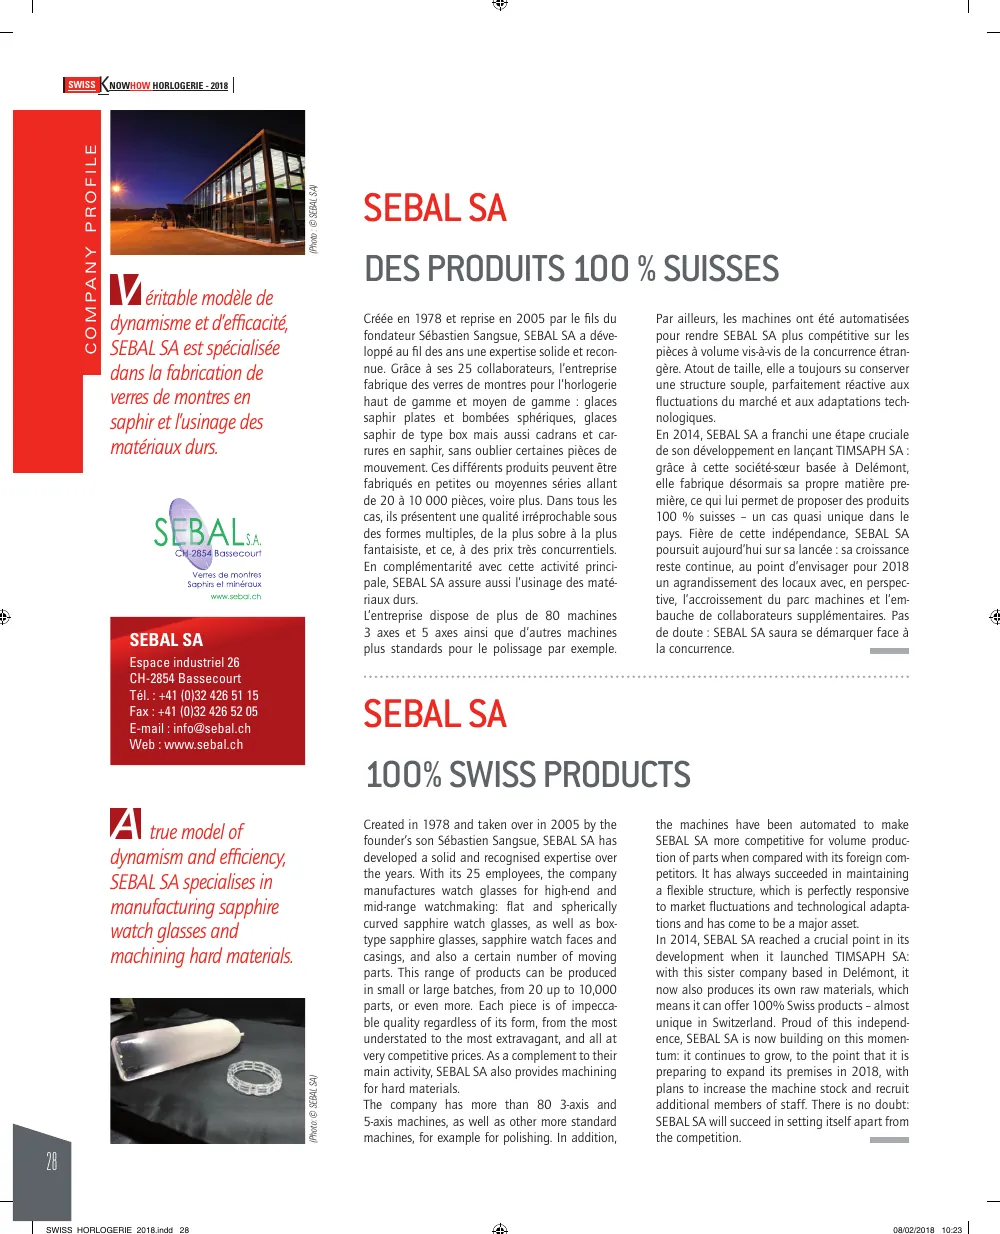 SWISS KNOWHOW HORLOGERIE - 2018
COMPANY PROFILE
(Photo : © SEBAL SA)
Véritable modèle de
dynamisme et d'efficacité,
SEBAL SA est spécialisée
dans la fabrication de
verres de montres en
saphir et l'usinage des
matériaux durs.
SEBAL S.A.
CH-2854 Bassecourt
Verres de montres
Saphirs et minéraux
www.sebal.ch
SEBAL SA
Espace industriel 26
CH-2854 Bassecourt
Tél. : +41 (0)32 426 51 15
Fax : +41 (0)32 426 52 05
E-mail : info@sebal.ch
Web : www.sebal.ch
A true model of
dynamism and efficiency,
SEBAL SA specialises in
manufacturing sapphire
watch glasses and
machining hard materials.
(Photo: © SEBAL SA)
SEBAL SA
DES PRODUITS 100 % SUISSES
Créée en 1978 et reprise en 2005 par le fils du
fondateur Sébastien Sangsue, SEBAL SA a déve-
loppé au fil des ans une expertise solide et recon-
nue. Grâce à ses 25 collaborateurs, l'entreprise
fabrique des verres de montres pour l'horlogerie
haut de gamme et moyen de gamme : glaces
saphir plates et bombées sphériques, glaces
saphir de type box mais aussi cadrans et car-
rures en saphir, sans oublier certaines pièces de
mouvement. Ces différents produits peuvent être
fabriqués en petites ou moyennes séries allant
de 20 à 10 000 pièces, voire plus. Dans tous les
cas, ils présentent une qualité irréprochable sous
des formes multiples, de la plus sobre à la plus
fantaisiste, et ce, à des prix très concurrentiels.
En complémentarité avec cette activité princi-
pale, SEBAL SA assure aussi l'usinage des maté-
riaux durs.
L'entreprise dispose de plus de 80 machines
3 axes et 5 axes ainsi que d'autres machines
plus standards pour le polissage par exemple.
Par ailleurs, les machines ont été automatisées
pour rendre SEBAL SA plus compétitive sur les
pièces à volume vis-à-vis de la concurrence étran-
gère. Atout de taille, elle a toujours su conserver
une structure souple, parfaitement réactive aux
fluctuations du marché et aux adaptations tech-
nologiques.
En 2014, SEBAL SA a franchi une étape cruciale
de son développement en lançant TIMSAPH SA :
grâce à cette société-sœur basée à Delémont,
elle fabrique désormais sa propre matière pre-
mière, ce qui lui permet de proposer des produits
100 % suisses – un cas quasi unique dans le
pays. Fière de cette indépendance, SEBAL SA
poursuit aujourd'hui sur sa lancée : sa croissance
reste continue, au point d'envisager pour 2018
un agrandissement des locaux avec, en perspec-
tive, l'accroissement du parc machines et l'em-
bauche de collaborateurs supplémentaires. Pas
de doute : SEBAL SA saura se démarquer face à
la concurrence.
SEBAL SA
100% SWISS PRODUCTS
Created in 1978 and taken over in 2005 by the
founder's son Sébastien Sangsue, SEBAL SA has
developed a solid and recognised expertise over
the years. With its 25 employees, the company
manufactures watch glasses for high-end and
mid-range watchmaking: flat and spherically
curved sapphire watch glasses, as well as box-
type sapphire glasses, sapphire watch faces and
casings, and also a certain number of moving
parts. This range of products can be produced
in small or large batches, from 20 up to 10,000
parts, or even more. Each piece is of impecca-
ble quality regardless of its form, from the most
understated to the most extravagant, and all at
very competitive prices. As a complement to their
main activity, SEBAL SA also provides machining
for hard materials.
The company has more than 80 3-axis and
5-axis machines, as well as other more standard
machines, for example for polishing. In addition,
the machines have been automated to make
SEBAL SA more competitive for volume produc-
tion of parts when compared with its foreign com-
petitors. It has always succeeded in maintaining
a flexible structure, which is perfectly responsive
to market fluctuations and technological adapta-
tions and has come to be a major asset.
In 2014, SEBAL SA reached a crucial point in its
development when it launched TIMSAPH SA:
with this sister company based in Delémont, it
now also produces its own raw materials, which
means it can offer 100% Swiss products – almost
unique in Switzerland. Proud of this independ-
ence, SEBAL SA is now building on this momen-
tum: it continues to grow, to the point that it is
preparing to expand its premises in 2018, with
plans to increase the machine stock and recruit
additional members of staff. There is no doubt:
SEBAL SA will succeed in setting itself apart from
the competition.
28
SWISS_HORLOGERIE_2018.indd 28
08/02/2018 10:23